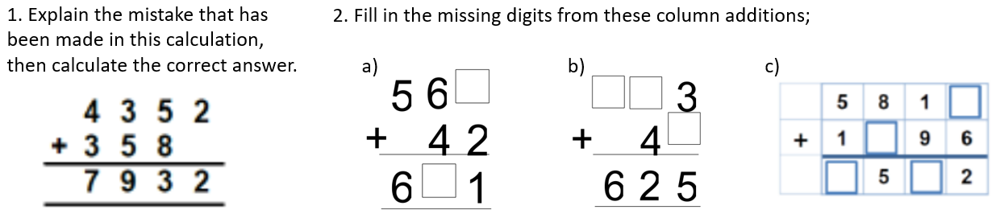 1. Explain the mistake that has
been made in this calculation,
then calculate the correct answer.
4 3 5 2
+ 3 5 8
7 9 3 2
2. Fill in the missing digits from these column additions;
a)
5 6
+ 4 2
6 1
b)
3
+ 4
6 2 5
c)
5 8 1
+ 1 9 6
5 2